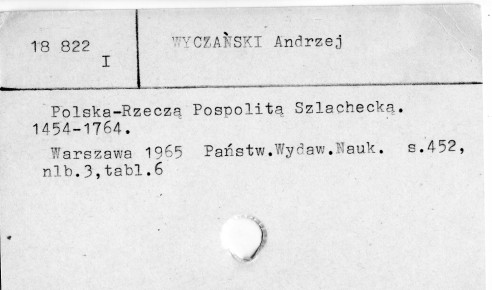 18 822
I
WYCZAŃSKI Andrzej
Polska-Rzeczą Pospolitą Szlachecką.
1454-1764.
Warszawa 1965 Państw.Wydaw.Nauk. s.452,
nlb.3,tabl.6